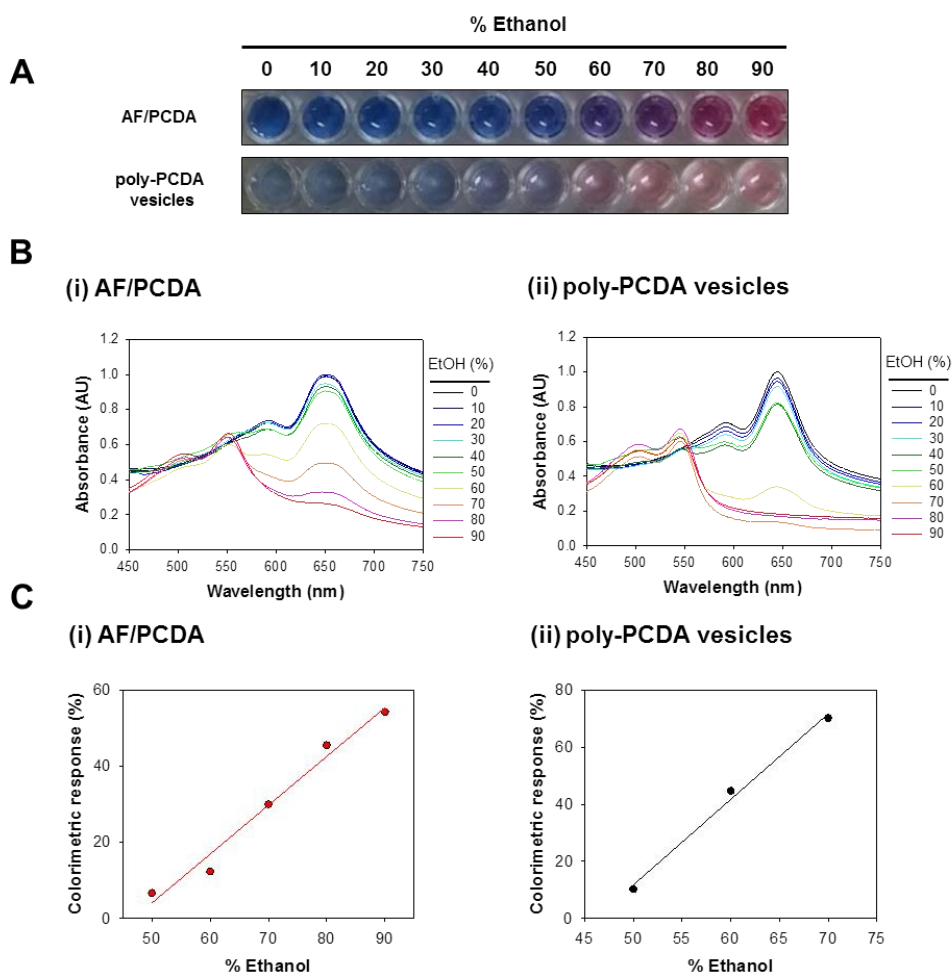 % Ethanol
A
0 10 20 30 40 50 60 70 80 90
AF/PCDA
poly-PCDA
vesicles
B
(i) AF/PCDA
Absorbance (AU)
1.2
1.0
0.8
0.6
0.4
0.2
0.0
450 500 550 600 650 700 750
Wavelength (nm)
EtOH (%)
0
10
20
30
40
50
60
70
80
90
(ii) poly-PCDA vesicles
Absorbance (AU)
1.2
1.0
0.8
0.6
0.4
0.2
0.0
450 500 550 600 650 700 750
Wavelength (nm)
EtOH (%)
0
10
20
30
40
50
60
70
80
90
C
(i) AF/PCDA
Colorimetric response (%)
60
40
20
0
50 60 70 80 90
% Ethanol
(ii) poly-PCDA vesicles
Colorimetric response (%)
80
60
40
20
0
45 50 55 60 65 70 75
% Ethanol